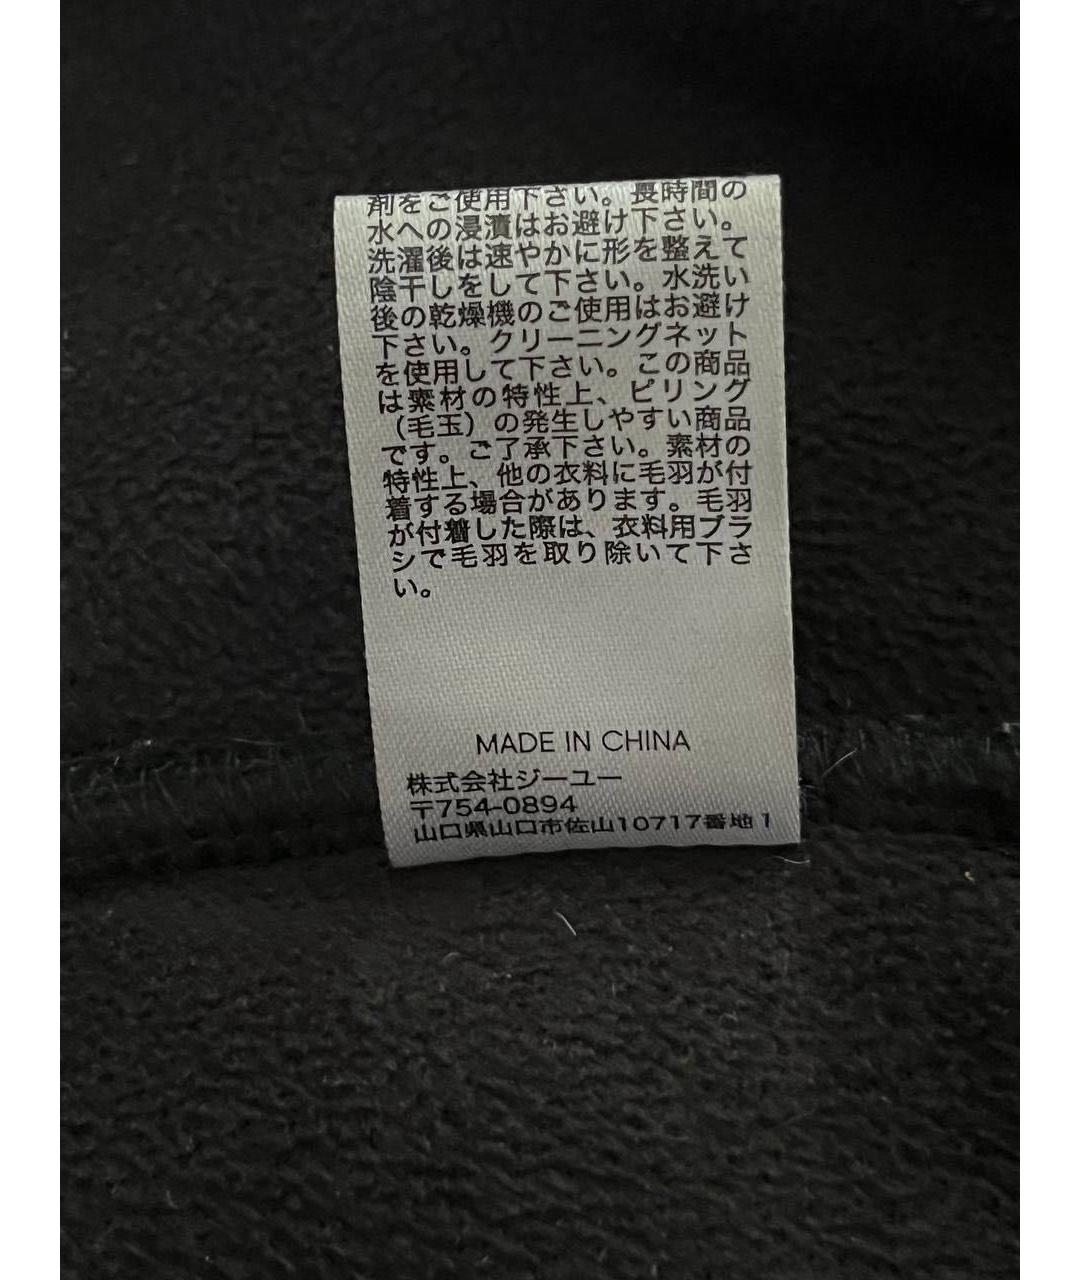 剤をご使用下さい。長時間の
水への浸漬はお避け下さい。
洗濯後は速やかに形を整えて
陰干しをして下さい。水洗い
後の乾燥機のご使用はお避け
下さい。クリーニングネット
を使用して下さい。この商品
は素材の特性上、ピリング
（毛玉）の発生しやすい商品
です。ご了承下さい。素材の
特性上、他の衣料に毛羽が付
着する場合があります。毛羽
が付着した際は、衣料用ブラ
シで毛羽を取り除いて下さ
い。
MADE IN CHINA
株式会社ジーユー
〒754-0894
山口県山口市佐山10717番地1